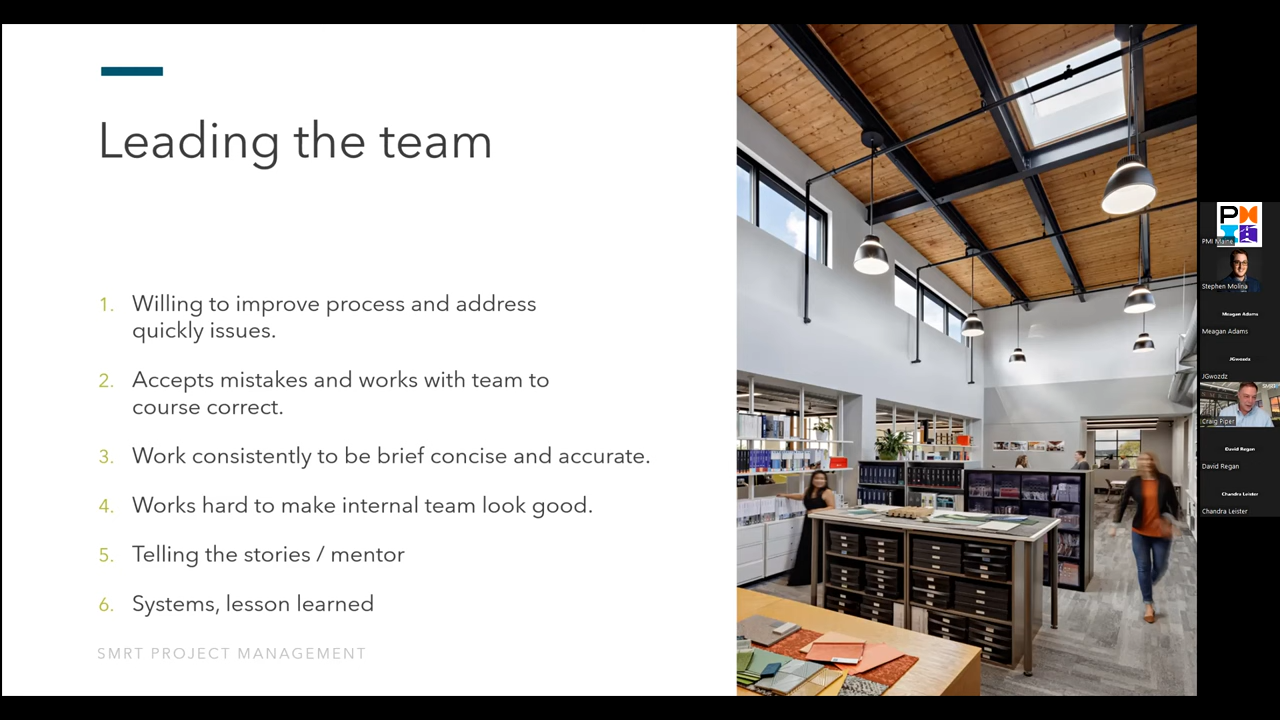 Leading the team
1. Willing to improve process and address
quickly issues.
2. Accepts mistakes and works with team to
course correct.
3. Work consistently to be brief concise and accurate.
4. Works hard to make internal team look good.
5. Telling the stories / mentor
6. Systems, lesson learned
SMRT PROJECT MANAGEMENT
PMI Maine
Stephen Molina
Meagan Adams
Meagan Adams
JGwozdz
JGwozdz
SMRT
Craig Piper
David Regan
David Regan
Chandra Leister
Chandra Leister